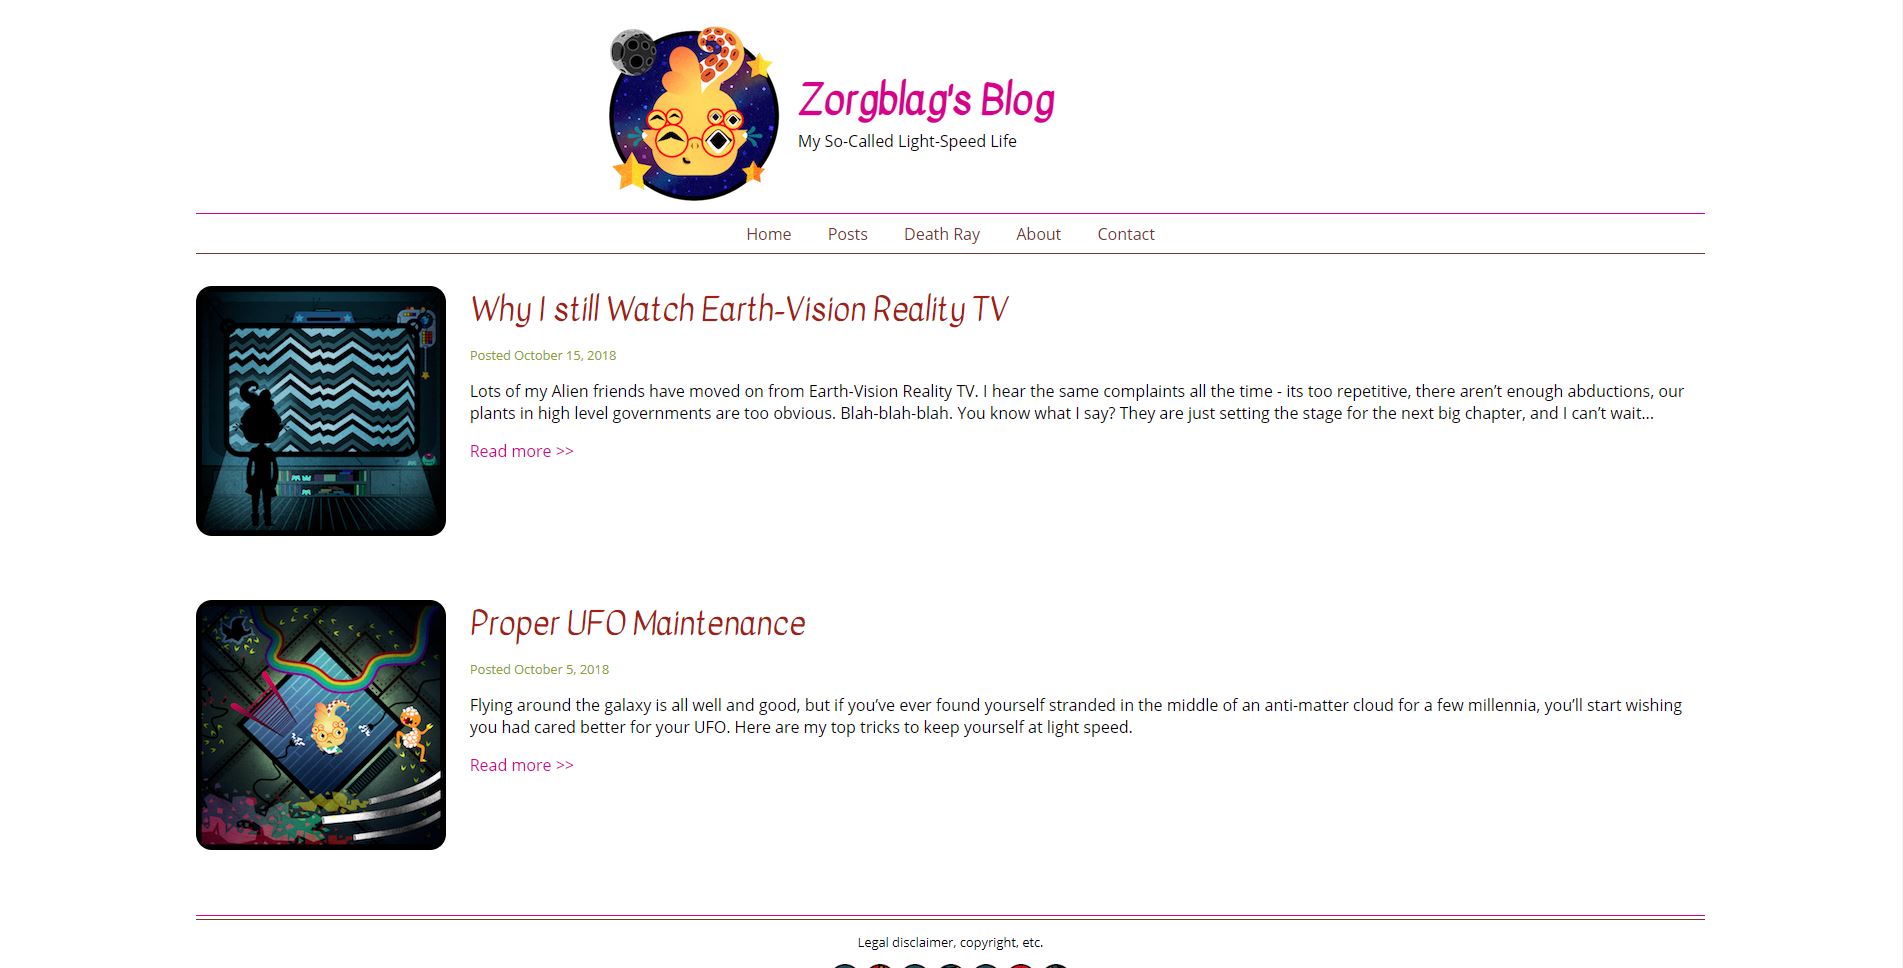 Zorgblag's Blog
My So-Called Light-Speed Life
Home Posts Death Ray About Contact
Why I still Watch Earth-Vision Reality TV
Posted October 15, 2018
Lots of my Alien friends have moved on from Earth-Vision Reality TV. I hear the same complaints all the time - its too repetitive, there aren’t enough abductions, our
plants in high level governments are too obvious. Blah-blah-blah. You know what I say? They are just setting the stage for the next big chapter, and I can’t wait...
Read more >>
Proper UFO Maintenance
Posted October 5, 2018
Flying around the galaxy is all well and good, but if you’ve ever found yourself stranded in the middle of an anti-matter cloud for a few millennia, you’ll start wishing
you had cared better for your UFO. Here are my top tricks to keep yourself at light speed.
Read more >>
Legal disclaimer, copyright, etc.